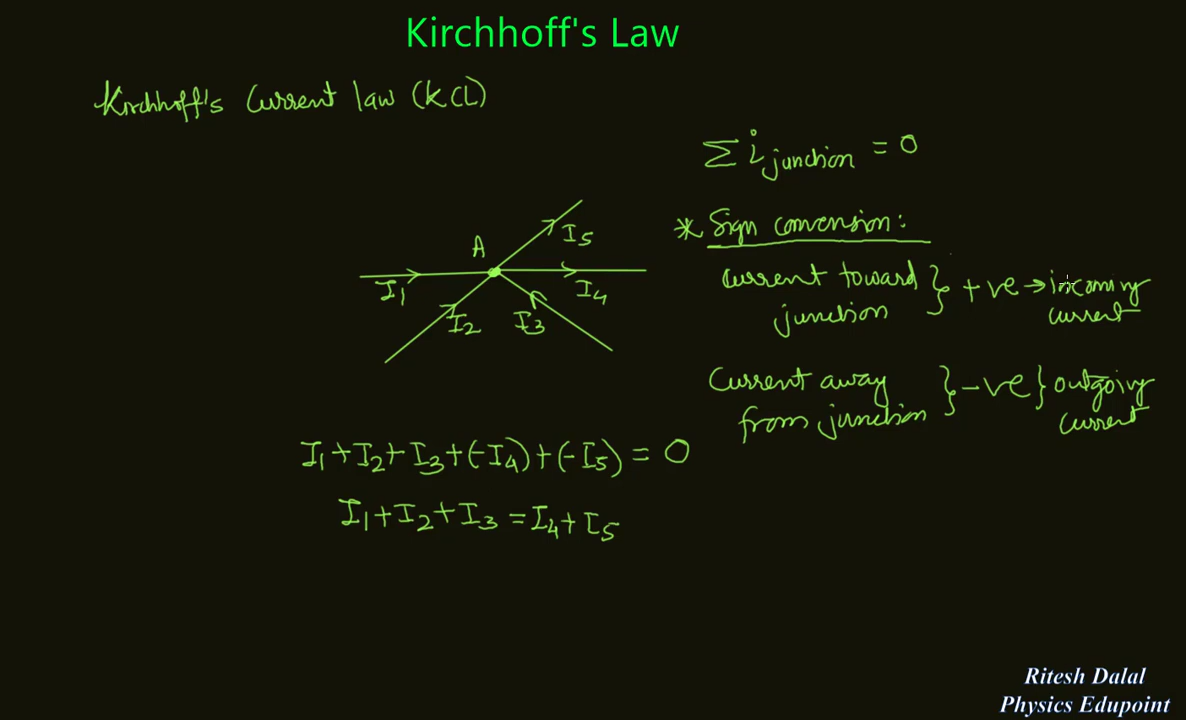 Kirchhoff's Law
Kirchhoff's Current law (KCL)
∑ i junction = 0
* Sign convension:
Current toward junction } +ve → incoming current
Current away from junction } -ve } outgoing current
A
I5
I1
I4
I2
I3
I1+I2+I3+(-I4)+(-I5) = 0
I1+I2+I3 = I4+I5
Ritesh Dalal
Physics Edupoint